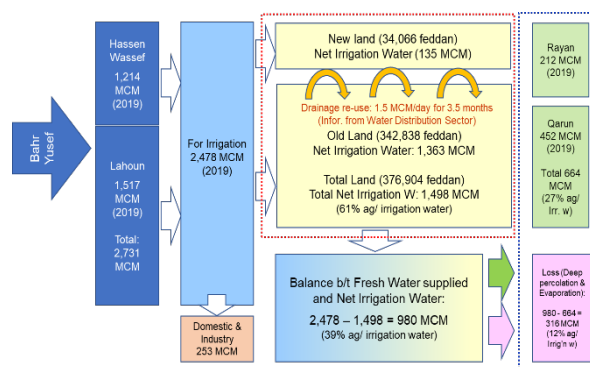 Bahr
Yusef
Hassen
Wassef
1,214
MCM
(2019)
Lahoun
1,517
MCM
(2019)
Total:
2,731
MCM
For Irrigation
2,478 MCM
(2019)
Domestic &
Industry
253 MCM
New land (34,066 feddan)
Net Irrigation Water (135 MCM)
Drainage re-use: 1.5 MCM/day for 3.5 months
(Infor. from Water Distribution Sector)
Old Land (342,838 feddan)
Net Irrigation Water: 1,363 MCM
Total Land (376,904 feddan)
Total Net Irrigation W: 1,498 MCM
(61% ag/ irrigation water)
Balance b/t Fresh Water supplied
and Net Irrigation Water:
2,478 – 1,498 = 980 MCM
(39% ag/ irrigation water)
Rayan
212 MCM
(2019)
Qarun
452 MCM
(2019)
Total 664
MCM
(27% ag/
Irr. w)
Loss (Deep
percolation &
Evaporation):
980 - 664 =
316 MCM
(12% ag/
Irrig'n w)